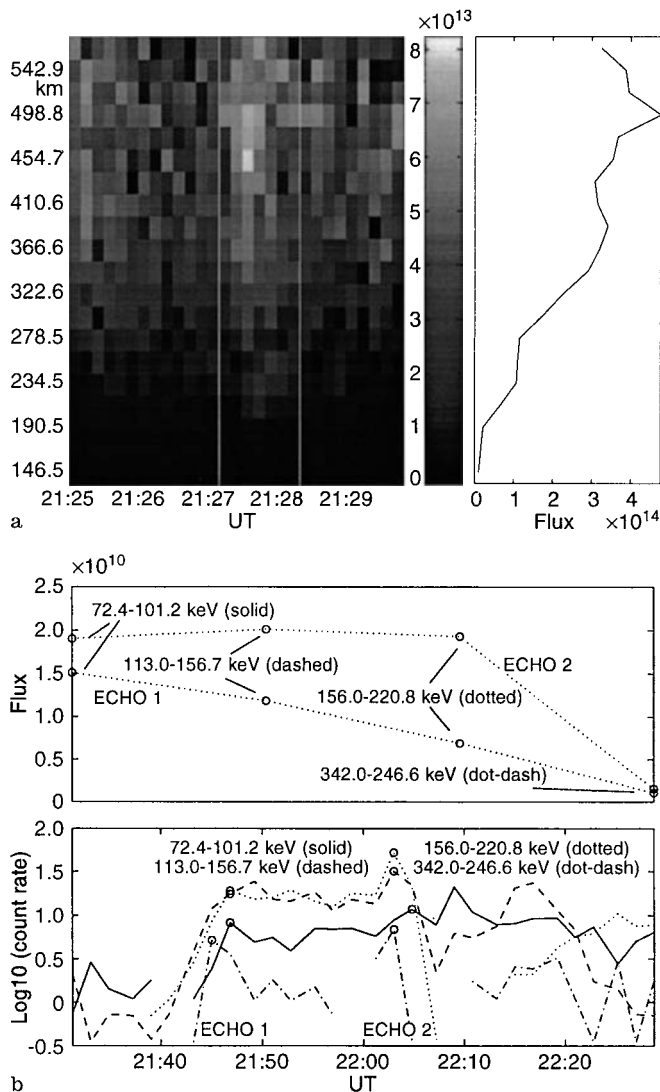 ×10¹³
542.9
km
498.8
454.7
410.6
366.6
322.6
278.5
234.5
190.5
146.5
8
7
6
5
4
3
2
1
0
21:25 21:26 21:27 21:28 21:29
UT
0 1 2 3 4
Flux ×10¹⁴
a
×10¹⁰
2.5
2.0
1.5
1.0
0.5
0
Flux
72.4-101.2 keV (solid)
113.0-156.7 keV (dashed)
ECHO 1
156.0-220.8 keV (dotted)
ECHO 2
342.0-246.6 keV (dot-dash)
2.0
1.5
1.0
0.5
0
-0.5
Log10 (count rate)
72.4-101.2 keV (solid) 156.0-220.8 keV (dotted)
113.0-156.7 keV (dashed) 342.0-246.6 keV (dot-dash)
ECHO 1 ECHO 2
21:40 21:50 22:00 22:10 22:20
UT
b